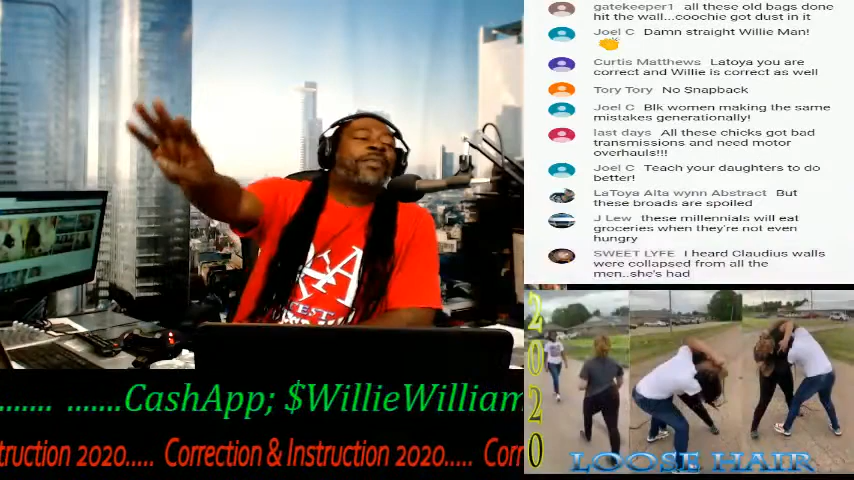 gatekeeper1 all these old bags done
hit the wall...coochie got dust in it
Joel C Damn straight Willie Man!
Curtis Matthews Latoya you are
correct and Willie is correct as well
Tory Tory No Snapback
Joel C Blk women making the same
mistakes generationally!
last days All these chicks got bad
transmissions and need motor
overhauls!!!
Joel C Teach your daughters to do
better!
LaToya Alta wynn Abstract But
these broads are spoiled
J Lew these millennials will eat
groceries when they're not even
hungry
SWEET LYFE I heard Claudius walls
were collapsed from all the
men..she's had
2020
LOOSE HAIR
....... .......CashApp; $WillieWilliam
truction 2020..... Correction & Instruction 2020..... Corr